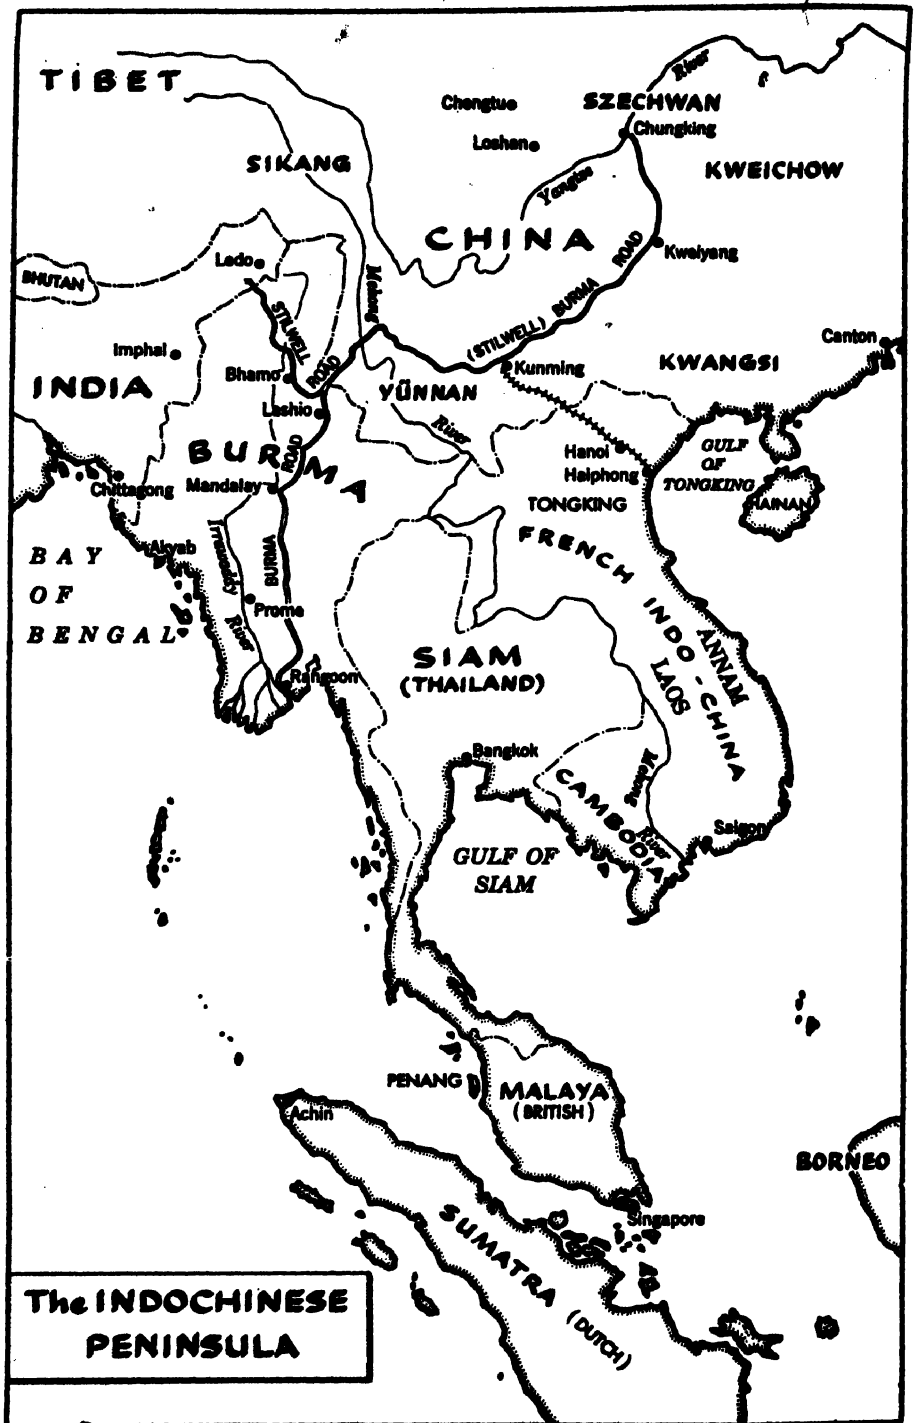 TIBET
River
Chengtu
SZECHWAN
Chungking
Loshan
SIKANG
KWEICHOW
Yangtze
CHINA
Kweiyang
Ledo
BHUTAN
Mekong
STILWELL
ROAD
(STILWELL) BURMA ROAD
Canton
Imphal
Bhamo
Kunming
KWANGSI
INDIA
YÜNNAN
Lashio
River
BURMA
ROAD
Hanoi
Haiphong
GULF
OF
TONGKING
Chittagong
Mandalay
TONGKING
HAINAN
FRENCH INDO-CHINA
Akyab
BAY
OF
BENGAL
Irrawaddy River
BURMA
Prome
SIAM
(THAILAND)
ANNAM
LAOS
Rangoon
Bangkok
Mekong
River
CAMBODIA
Saigon
GULF OF
SIAM
PENANG
MALAYA
(BRITISH)
Achin
BORNEO
Singapore
SUMATRA (DUTCH)
The INDOCHINESE
PENINSULA